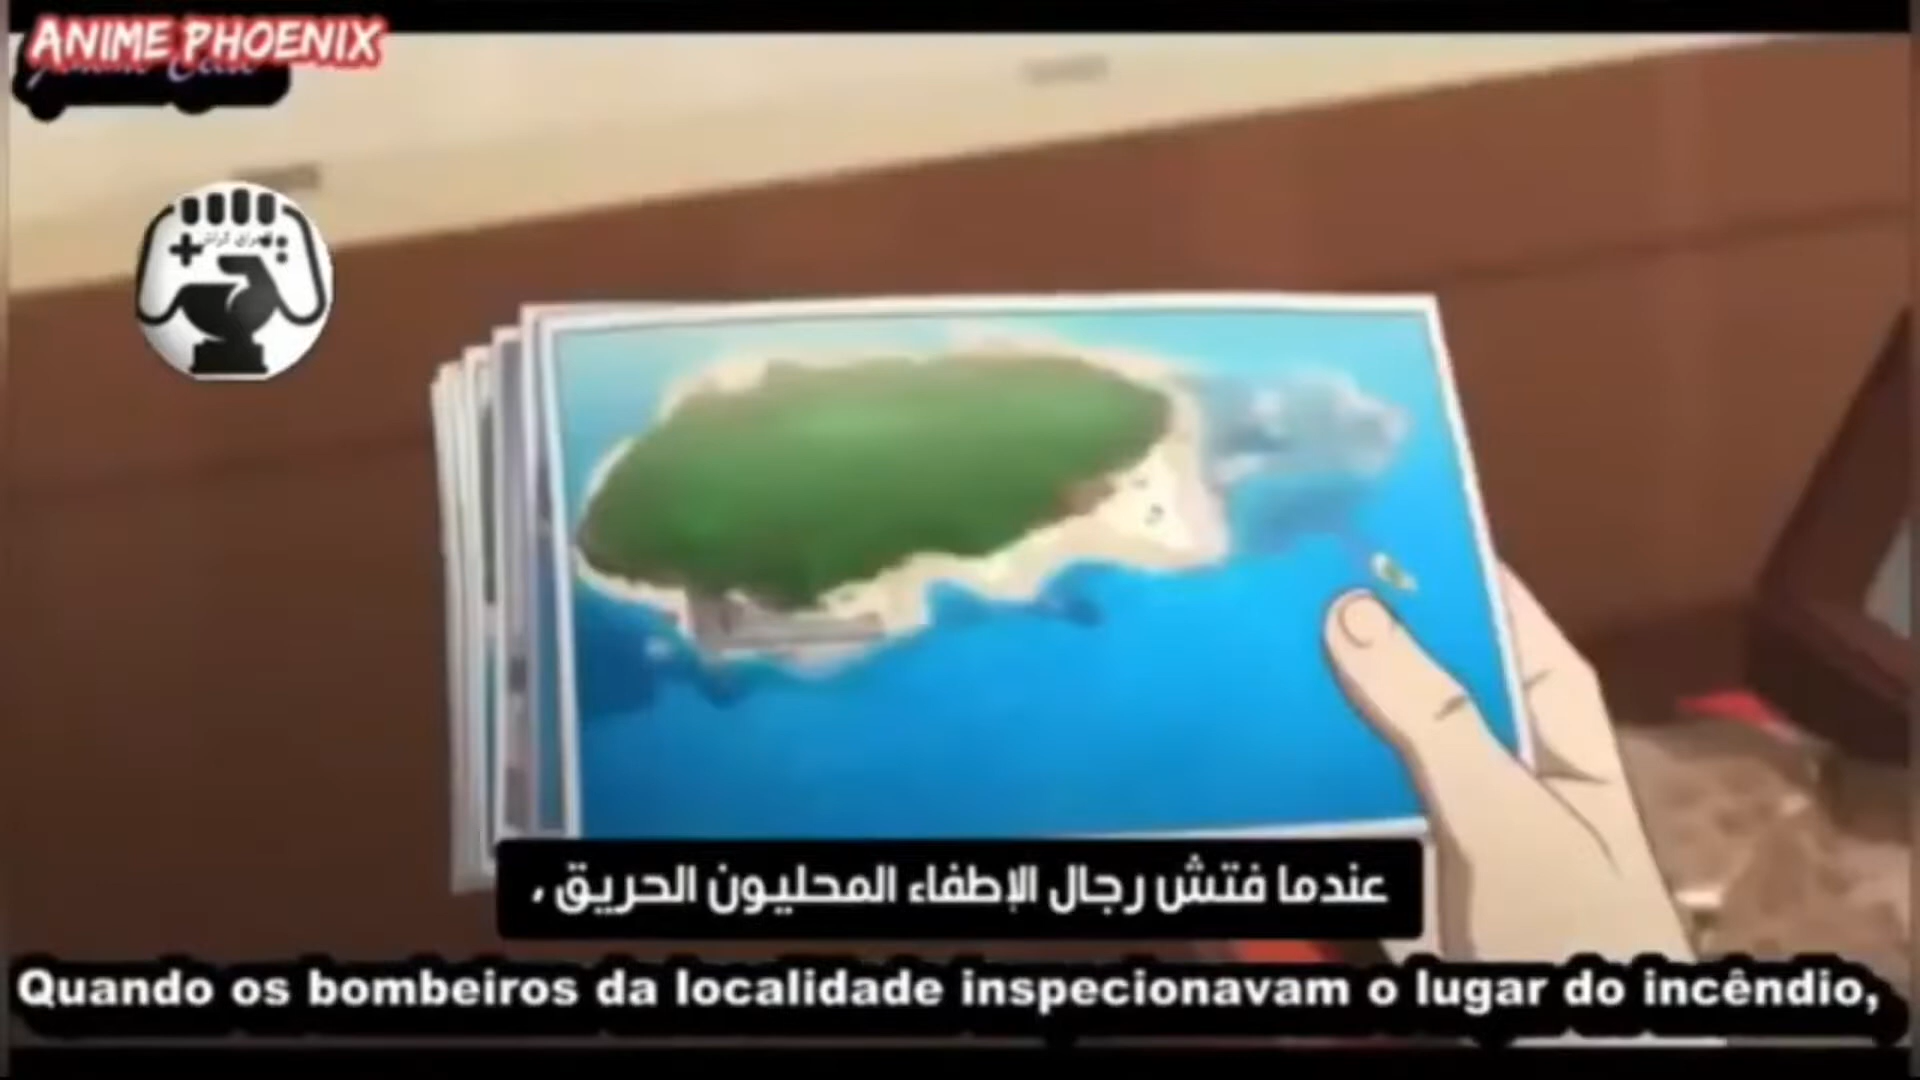 ANIME PHOENIX
عندما فتش رجال الإطفاء المحليون الحريق ،
Quando os bombeiros da localidade inspecionavam o lugar do incêndio,